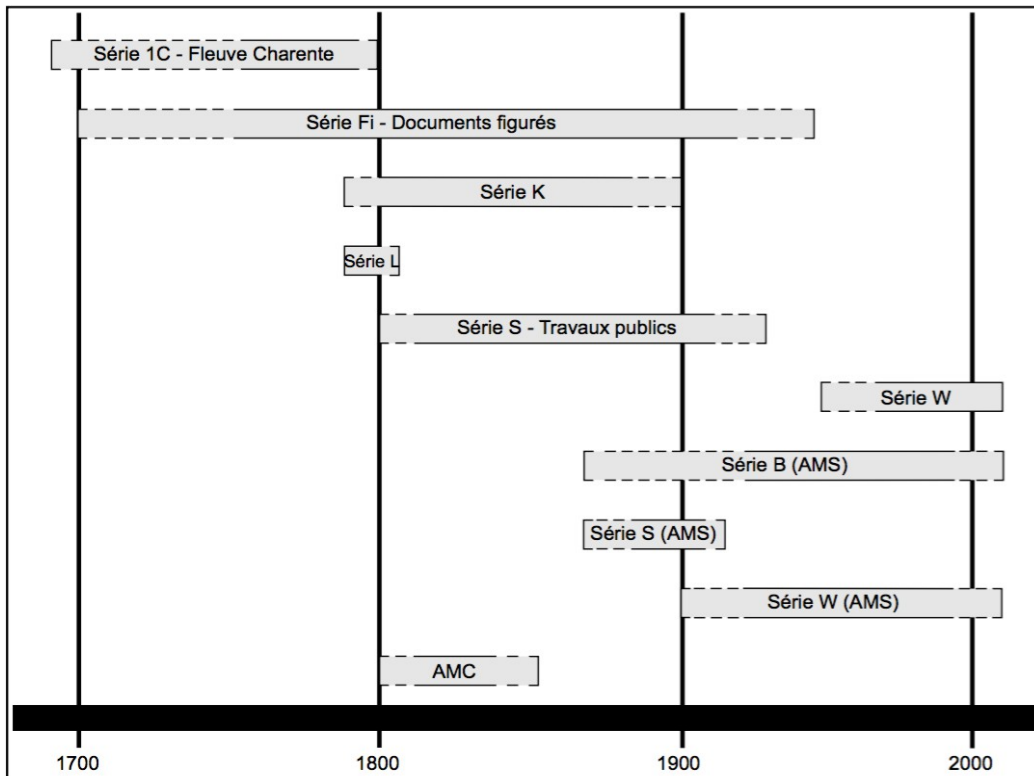 Série 1C - Fleuve Charente
Série Fi - Documents figurés
Série K
Série L
Série S - Travaux publics
Série W
Série B (AMS)
Série S (AMS)
Série W (AMS)
AMC
1700 1800 1900 2000